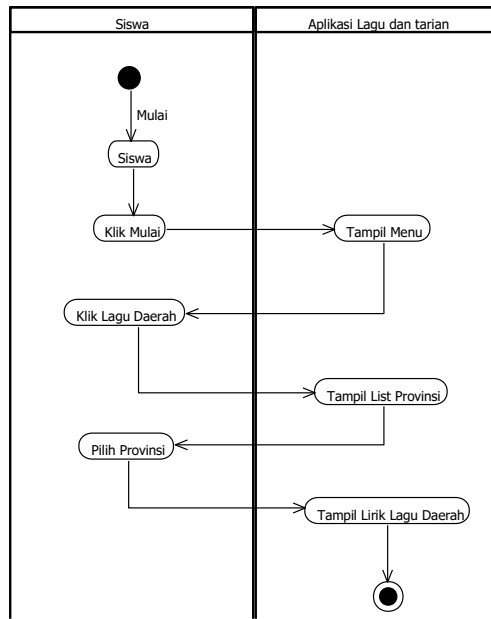 Siswa
Aplikasi Lagu dan tarian
Mulai
Siswa
Klik Mulai
Tampil Menu
Klik Lagu Daerah
Tampil List Provinsi
Pilih Provinsi
Tampil Lirik Lagu Daerah